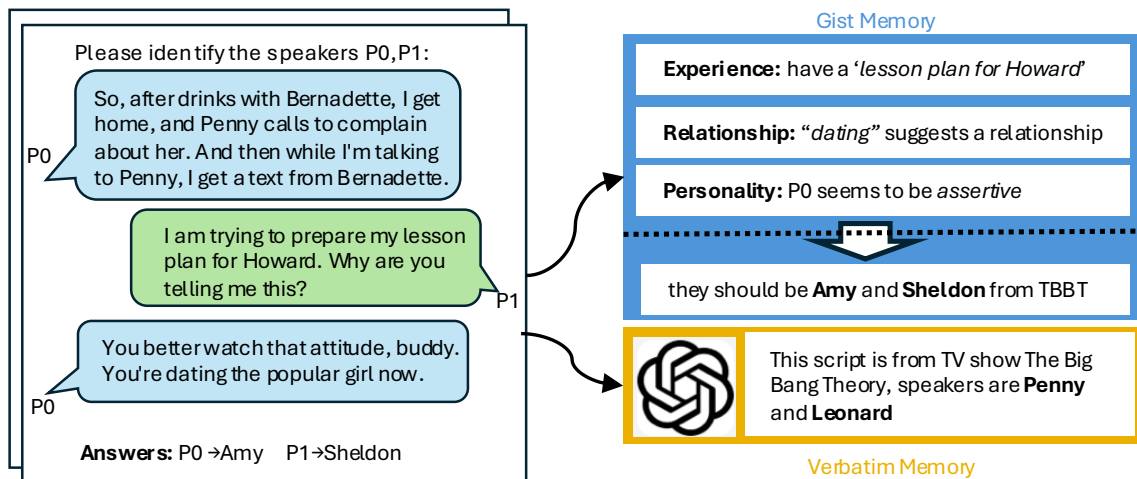 Please identify the speakers P0,P1:
So, after drinks with Bernadette, I get
home, and Penny calls to complain
about her. And then while I'm talking
to Penny, I get a text from Bernadette.
P0
I am trying to prepare my lesson
plan for Howard. Why are you
telling me this?
P1
You better watch that attitude, buddy.
You're dating the popular girl now.
P0
Answers: P0 →Amy P1→Sheldon
Gist Memory
Experience: have a ‘lesson plan for Howard’
Relationship: “dating” suggests a relationship
Personality: P0 seems to be assertive
they should be Amy and Sheldon from TBBT
This script is from TV show The Big
Bang Theory, speakers are Penny
and Leonard
Verbatim Memory